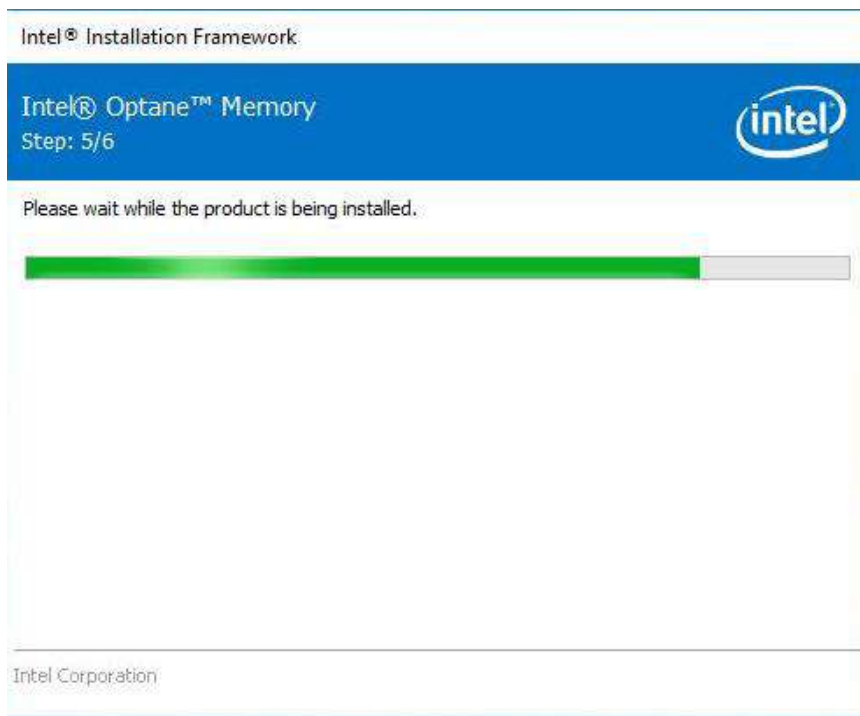 Intel® Installation Framework
Intel® Optane™ Memory
Step: 5/6
intel
Please wait while the product is being installed.
Intel Corporation